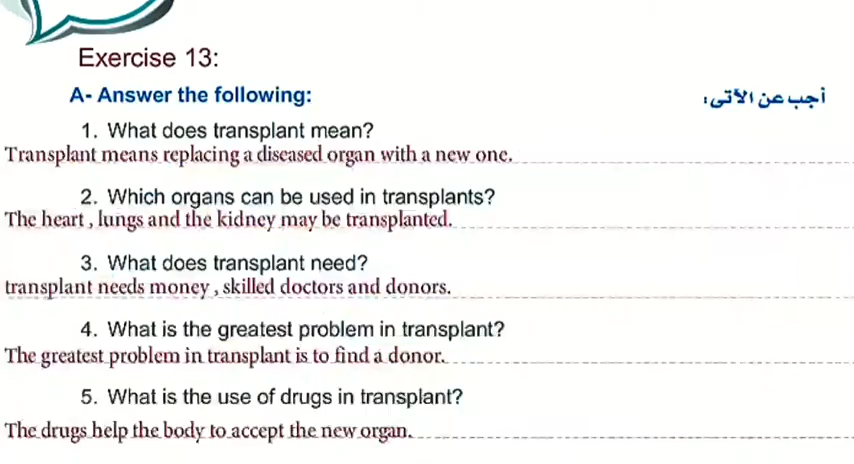 Exercise 13:
A- Answer the following:
أجب عن الآتى:
1. What does transplant mean?
Transplant means replacing a diseased organ with a new one.
2. Which organs can be used in transplants?
The heart , lungs and the kidney may be transplanted.
3. What does transplant need?
transplant needs money , skilled doctors and donors.
4. What is the greatest problem in transplant?
The greatest problem in transplant is to find a donor.
5. What is the use of drugs in transplant?
The drugs help the body to accept the new organ.